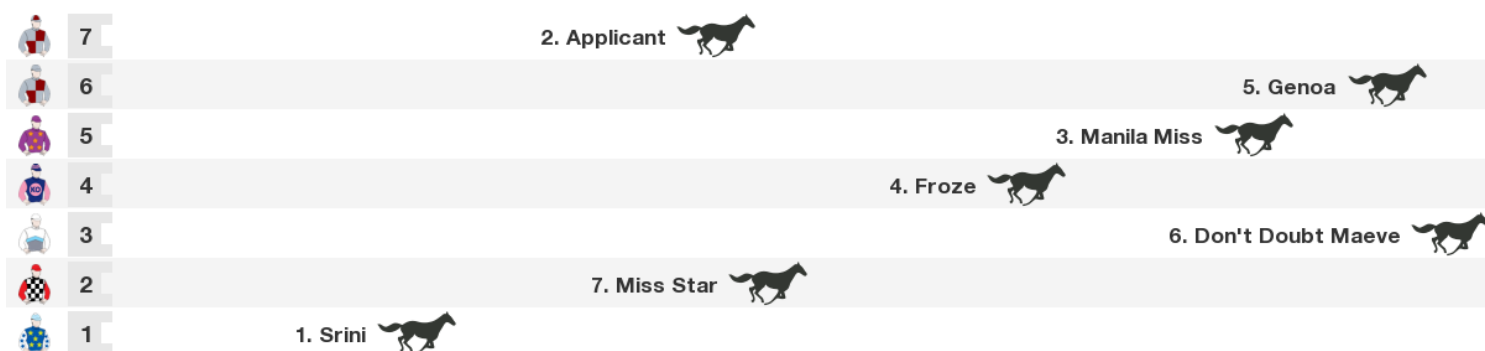 7 2. Applicant
6 5. Genoa
5 3. Manila Miss
4 XO 4. Froze
3 6. Don't Doubt Maeve
2 7. Miss Star
1 1. Srini